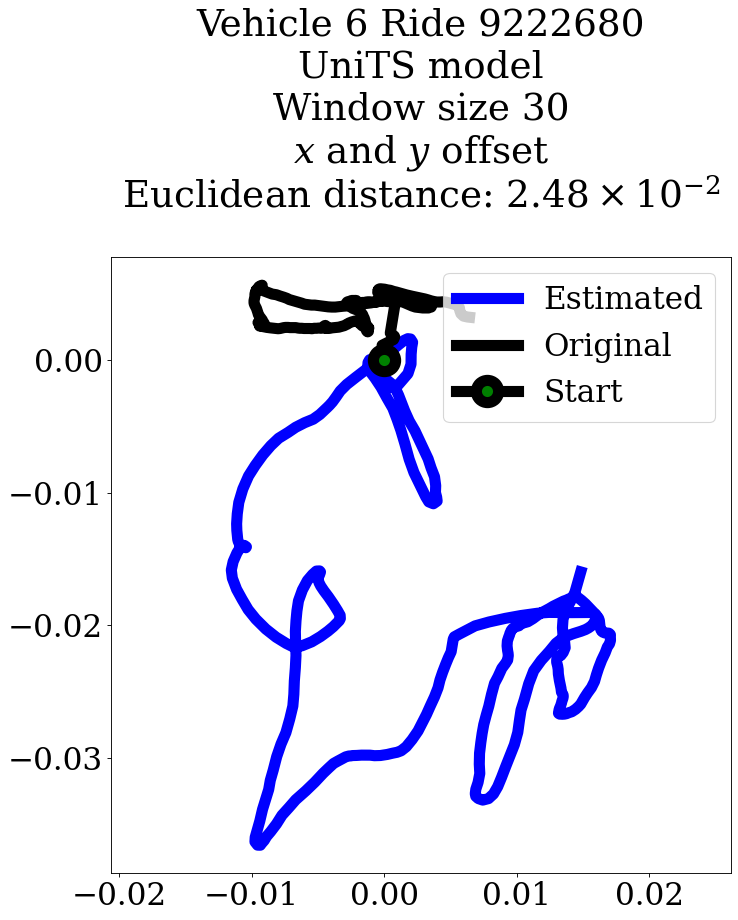 Vehicle 6 Ride 9222680
UniTS model
Window size 30
x and y offset
Euclidean distance: 2.48 × 10⁻²
Estimated
Original
Start
0.00
−0.01
−0.02
−0.03
−0.02 −0.01 0.00 0.01 0.02